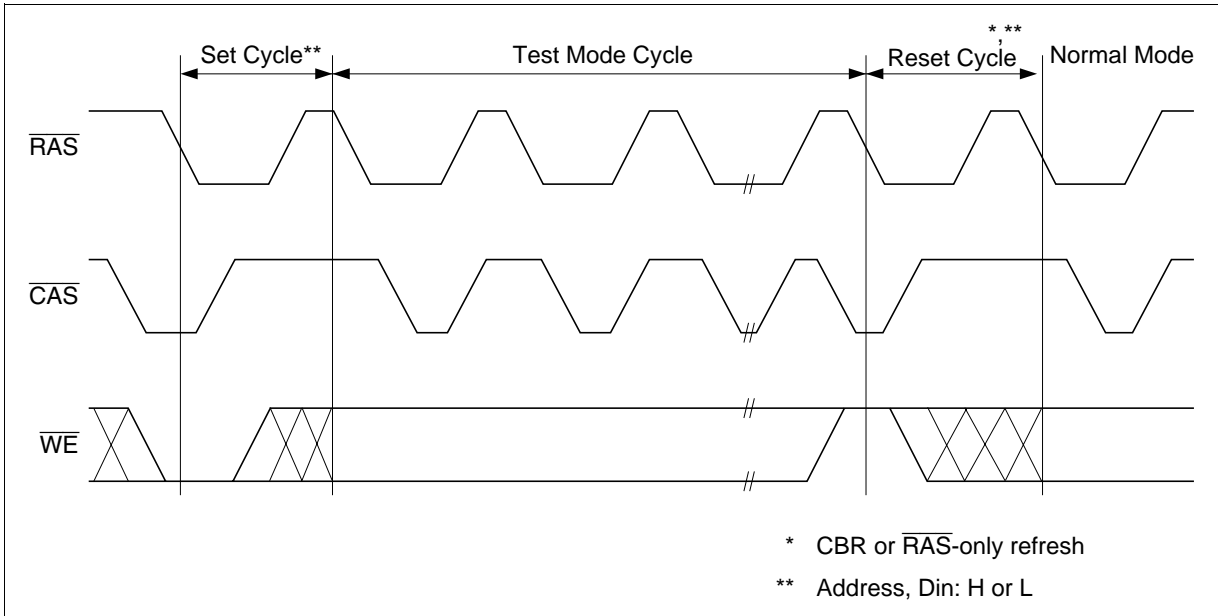 *,**
Set Cycle** Test Mode Cycle Reset Cycle Normal Mode
RAS
CAS
WE
* CBR or RAS-only refresh
** Address, Din: H or L